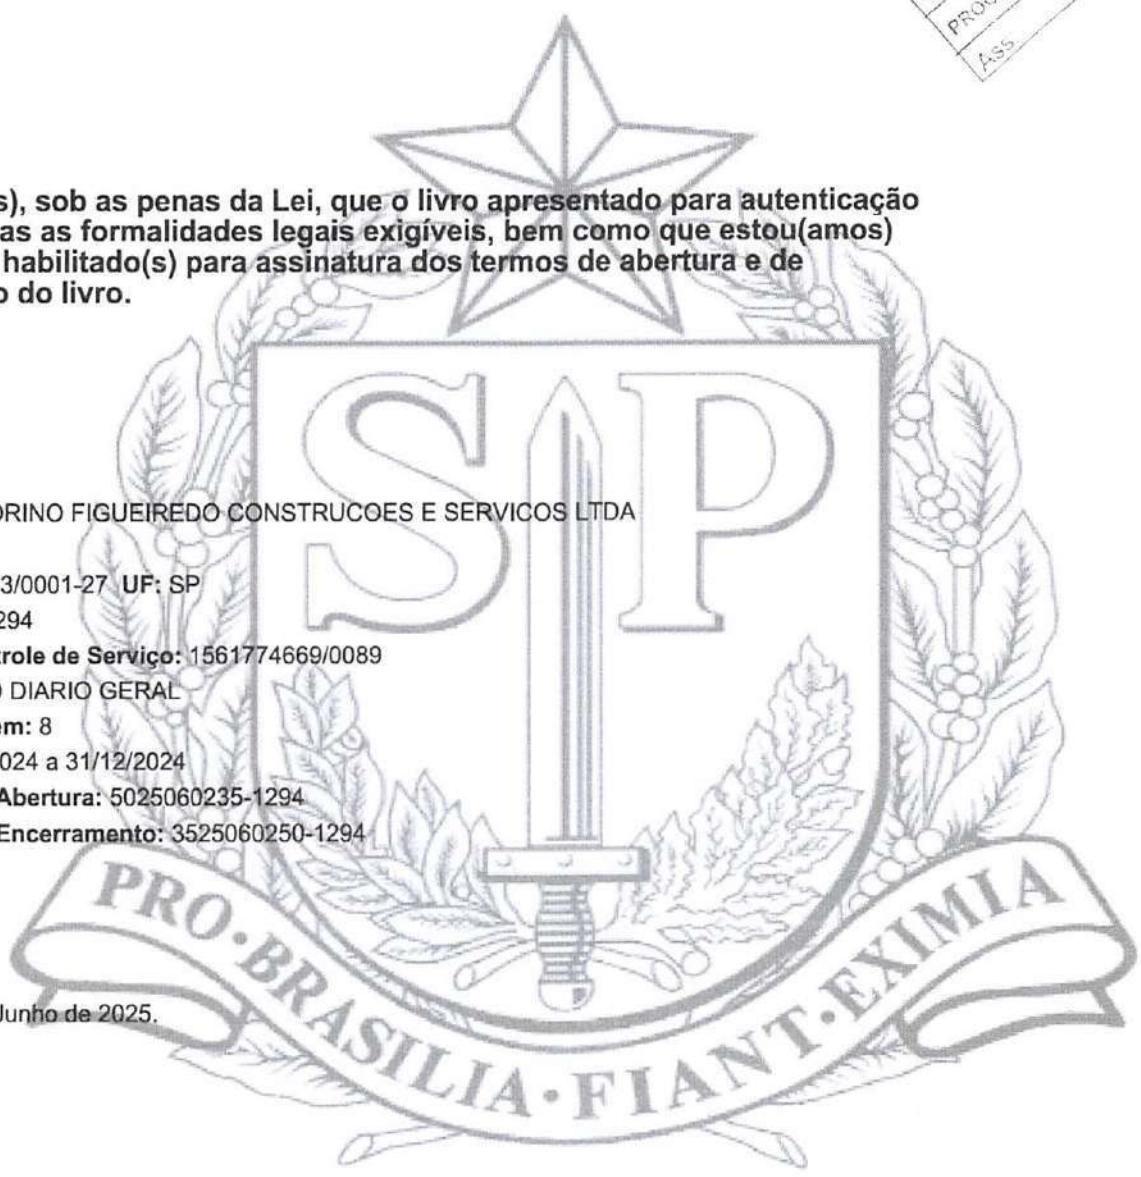 PROC
Ass.
s), sob as penas da Lei, que o livro apresentado para autenticação
as as formalidades legais exigíveis, bem como que estou(amos)
habilitado(s) para assinatura dos termos de abertura e de
o do livro.
SP
ORINO FIGUEIREDO CONSTRUCOES E SERVICOS LTDA
3/0001-27 UF: SP
294
trole de Serviço: 1561774669/0089
O DIARIO GERAL
em: 8
024 a 31/12/2024
Abertura: 5025060235-1294
Encerramento: 3525060250-1294
Junho de 2025.
PRO•BRASILIA•FIANT•EXIMIA